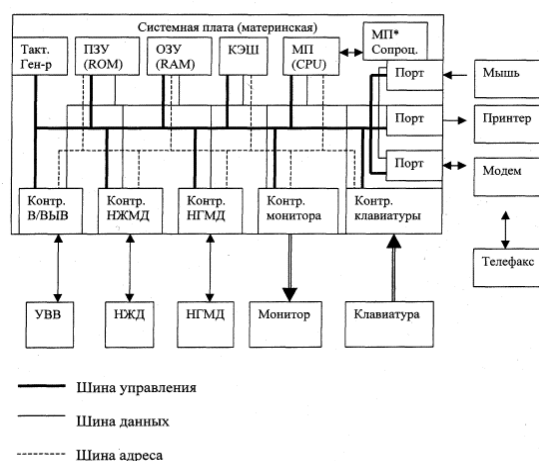 Системная плата (материнская)
МП*
Сопроц.
Такт.
Ген-р
ПЗУ
(ROM)
ОЗУ
(RAM)
КЭШ
МП
(CPU)
Порт
Мышь
Порт
Принтер
Порт
Модем
Контр.
В/ВЫВ
Контр.
НЖМД
Контр.
НГМД
Контр.
монитора
Контр.
клавиатуры
Телефакс
УВВ
НЖД
НГМД
Монитор
Клавиатура
Шина управления
Шина данных
Шина адреса